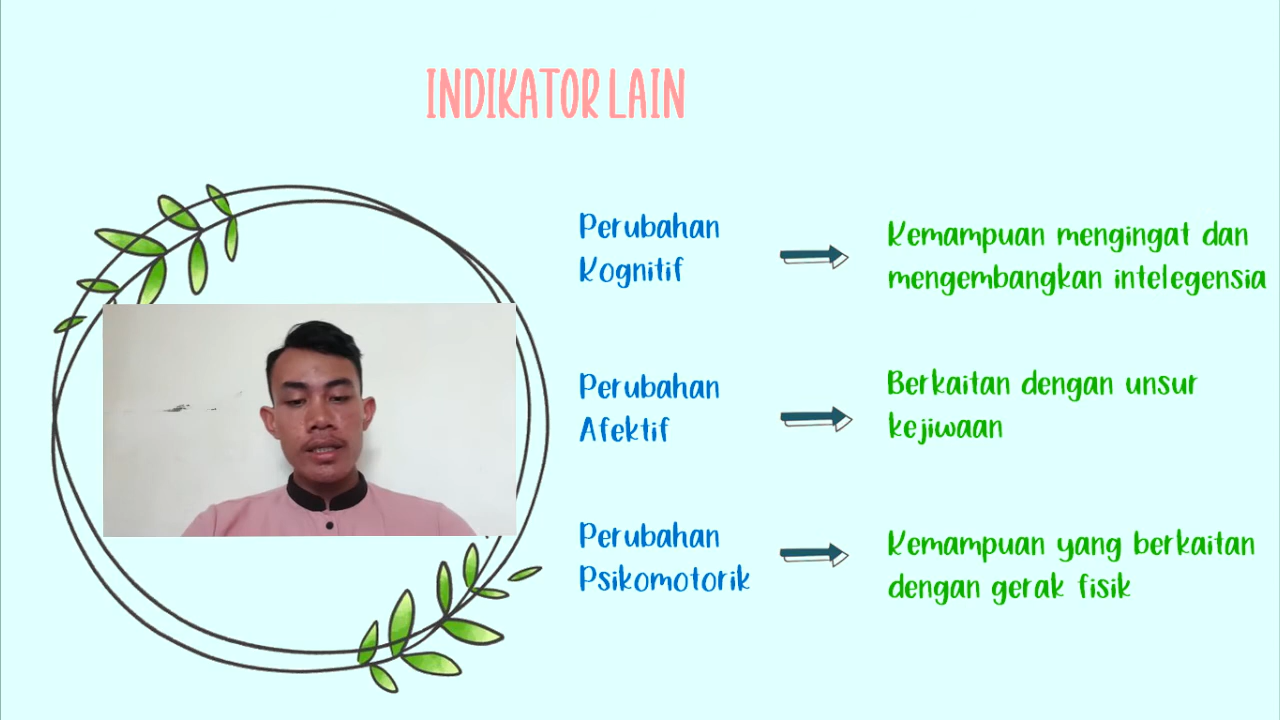 INDIKATOR LAIN
Perubahan
Kognitif
Kemampuan mengingat dan
mengembangkan intelegensia
Perubahan
Afektif
Berkaitan dengan unsur
kejiwaan
Perubahan
Psikomotorik
Kemampuan yang berkaitan
dengan gerak fisik